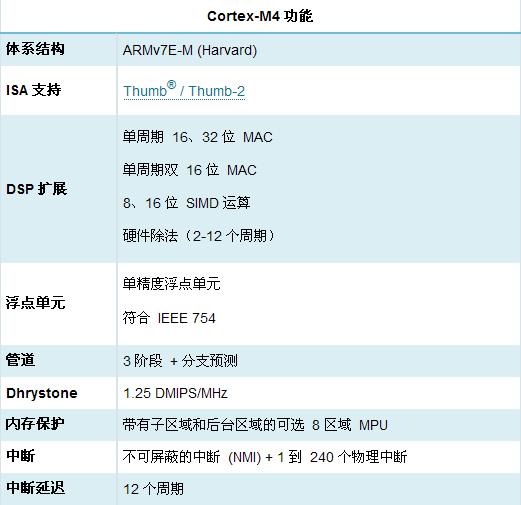 Cortex-M4 功能
体系结构 ARMv7E-M (Harvard)
ISA 支持 Thumb® / Thumb-2
DSP 扩展
单周期 16、32 位 MAC
单周期双 16 位 MAC
8、16 位 SIMD 运算
硬件除法（2-12 个周期）
浮点单元
单精度浮点单元
符合 IEEE 754
管道 3 阶段 + 分支预测
Dhrystone 1.25 DMIPS/MHz
内存保护 带有子区域和后台区域的可选 8 区域 MPU
中断 不可屏蔽的中断 (NMI) + 1 到 240 个物理中断
中断延迟 12 个周期